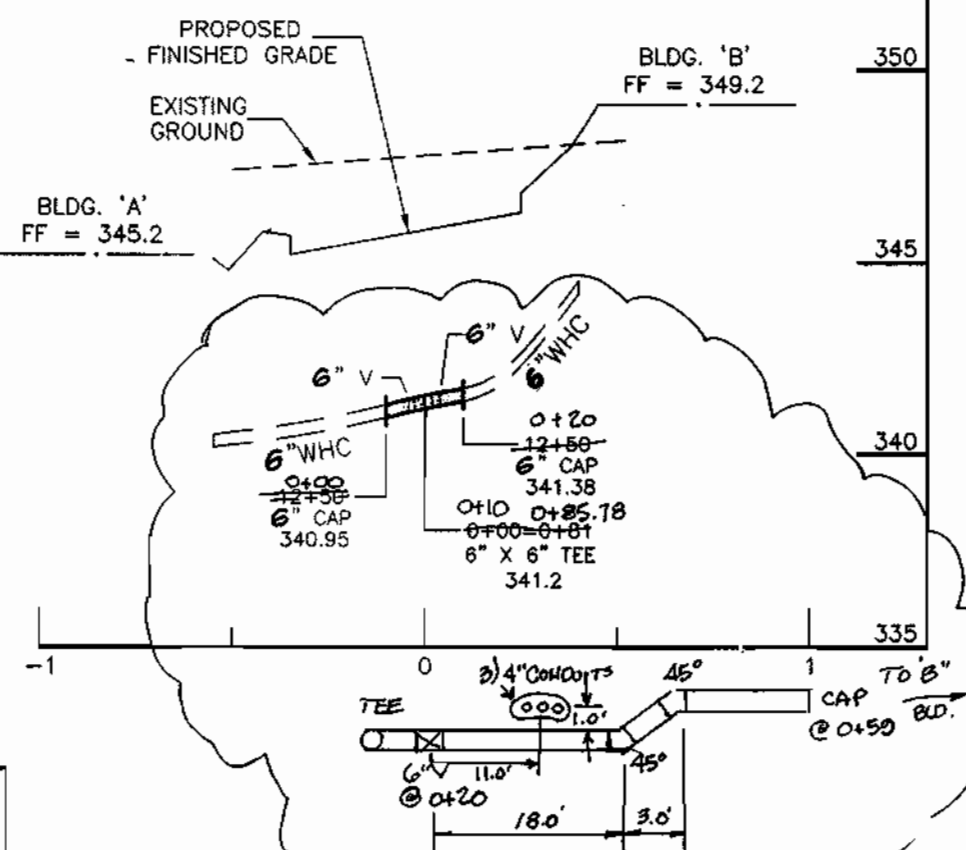 PROPOSED
FINISHED GRADE
EXISTING
GROUND
BLDG. 'B'
FF = 349.2
350
BLDG. 'A'
FF = 345.2
345
6" V
6" V
6"WHC
6"WHC
340
0+00
12+50
6" CAP
340.95
0+20
12+50
6" CAP
341.38
0+10 0+85.78
0+00=0+81
6" X 6" TEE
341.2
335
-1
0
1
TEE
3) 4" CONDUITS
1.0'
45°
45°
TO "B"
BLD.
CAP
@ 0+59
6" V
@ 0+20
11.0'
18.0'
3.0'